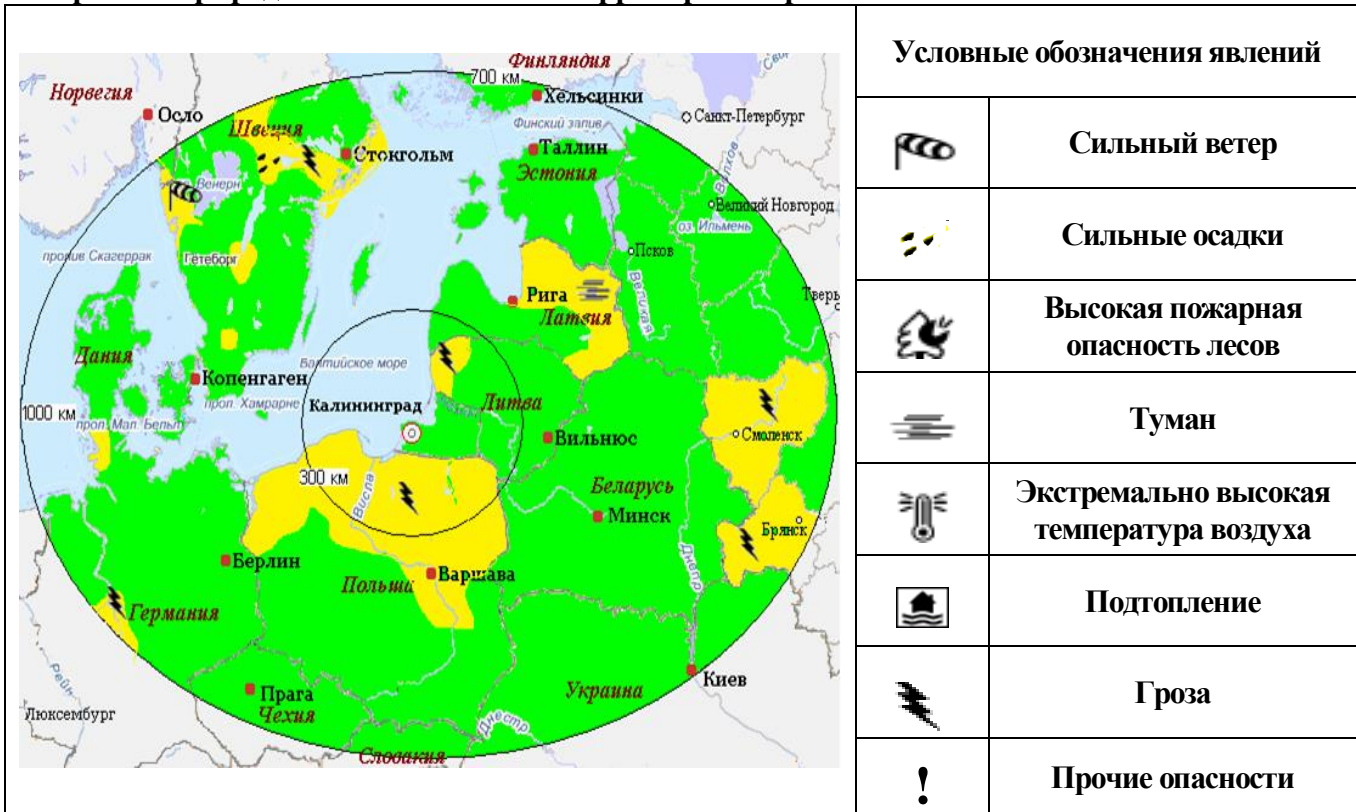 Условные обозначения явлений
Сильный ветер
Сильные осадки
Высокая пожарная
опасность лесов
Туман
Экстремально высокая
температура воздуха
Подтопление
Гроза
!
Прочие опасности
Финляндия
700 км
Норвегия
Хельсинки
Осло
Швеция
Финский залив
Санкт-Петербург
Стокгольм
Таллин
Эстония
Волхов
Венерн
Великий Новгород
оз. Ильмень
Псков
пролив Скагеррак
Гётеборг
Великая
Рига
Тверь
Латвия
Дания
Балтийское море
Копенгаген
прол. Хамрарне
Калининград
Литва
1000 км
прол. Мал. Бельт
Смоленск
Вильнюс
300 км
Висла
Беларусь
Минск
Брянск
Днепр
Берлин
Польша
Варшава
Германия
Рейн
Прага
Украина
Киев
Люксембург
Чехия
Днестр
Словакия